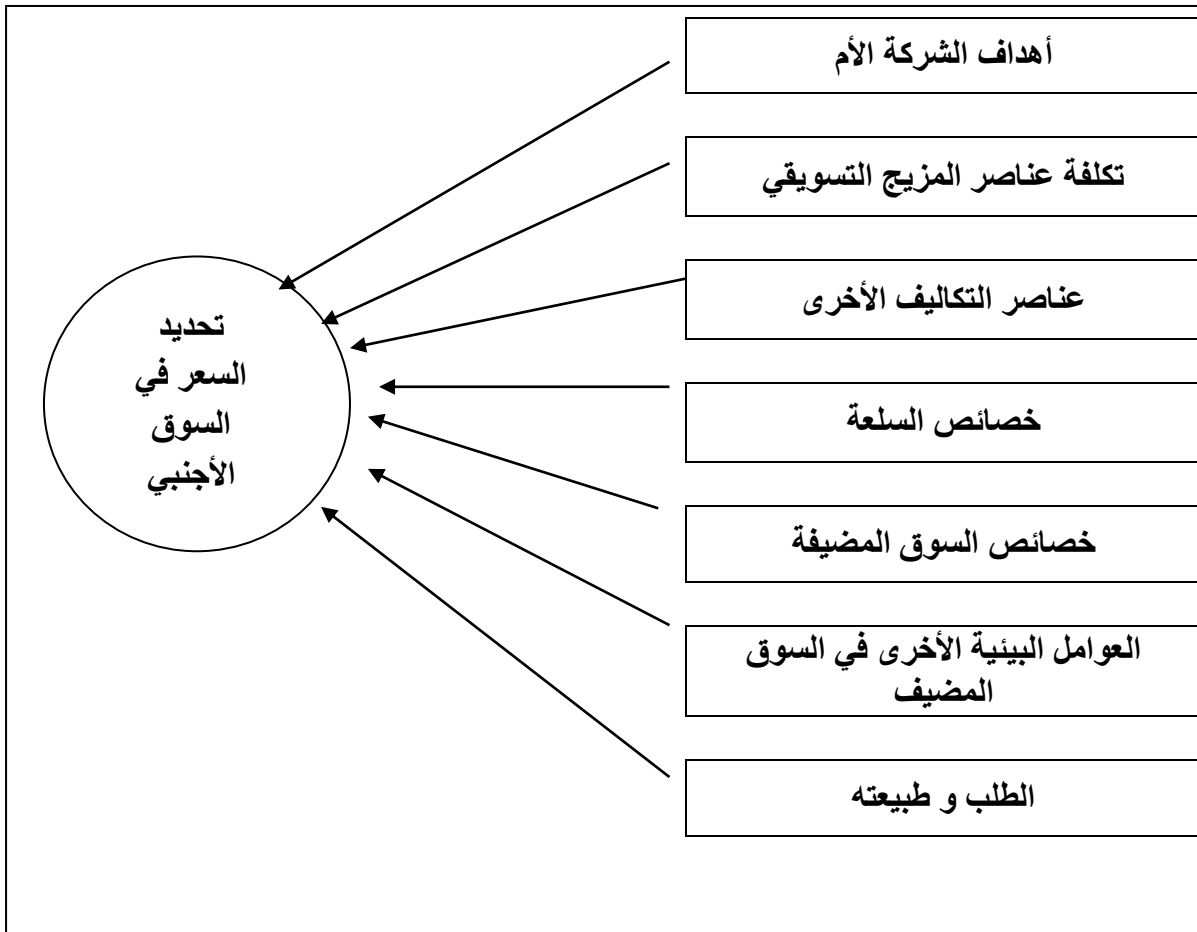 أهداف الشركة الأم
تكلفة عناصر المزيج التسويقي
عناصر التكاليف الأخرى
خصائص السلعة
خصائص السوق المضيفة
العوامل البيئية الأخرى في السوق
المضيف
الطلب و طبيعته
تحديد
السعر في
السوق
الأجنبي